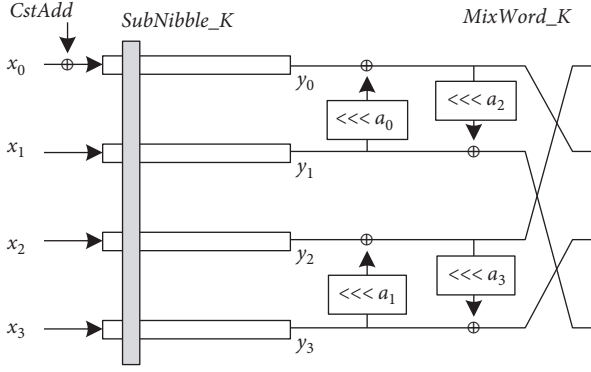 CstAdd
SubNibble_K
MixWord_K
x0
y0
<<< a0
<<< a2
x1
y1
x2
y2
<<< a1
<<< a3
x3
y3